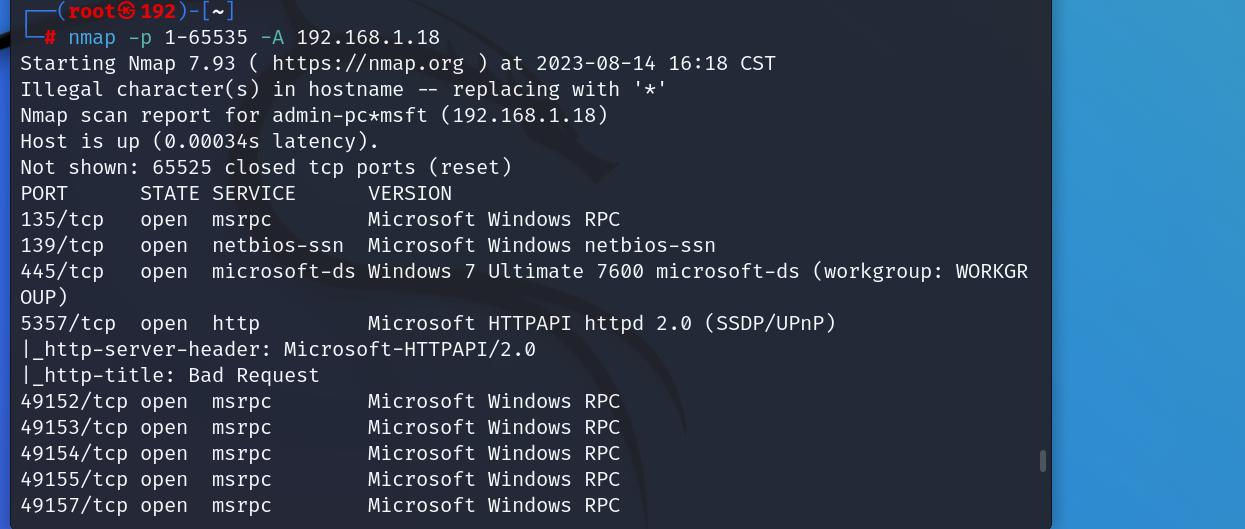 ┌──(root㉿192)-[~]
└─# nmap -p 1-65535 -A 192.168.1.18
Starting Nmap 7.93 ( https://nmap.org ) at 2023-08-14 16:18 CST
Illegal character(s) in hostname -- replacing with '*'
Nmap scan report for admin-pc*msft (192.168.1.18)
Host is up (0.00034s latency).
Not shown: 65525 closed tcp ports (reset)
PORT      STATE SERVICE      VERSION
135/tcp   open  msrpc        Microsoft Windows RPC
139/tcp   open  netbios-ssn  Microsoft Windows netbios-ssn
445/tcp   open  microsoft-ds Windows 7 Ultimate 7600 microsoft-ds (workgroup: WORKGR
OUP)
5357/tcp  open  http         Microsoft HTTPAPI httpd 2.0 (SSDP/UPnP)
|_http-server-header: Microsoft-HTTPAPI/2.0
|_http-title: Bad Request
49152/tcp open  msrpc        Microsoft Windows RPC
49153/tcp open  msrpc        Microsoft Windows RPC
49154/tcp open  msrpc        Microsoft Windows RPC
49155/tcp open  msrpc        Microsoft Windows RPC
49157/tcp open  msrpc        Microsoft Windows RPC